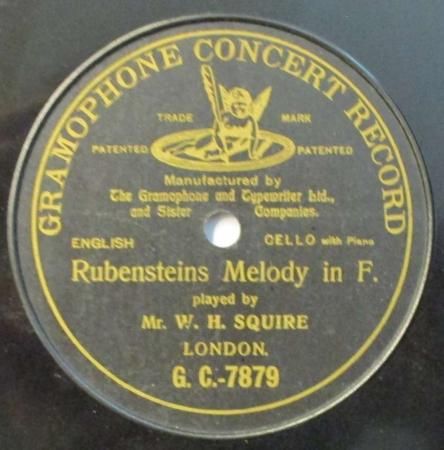 GRAMOPHONE CONCERT RECORD
TRADE MARK
PATENTED PATENTED
Manufactured by
The Gramophone and Typewriter Ltd.,
and Sister Companies.
ENGLISH CELLO with Piano
Rubensteins Melody in F.
played by
Mr. W. H. SQUIRE
LONDON.
G. C.-7879